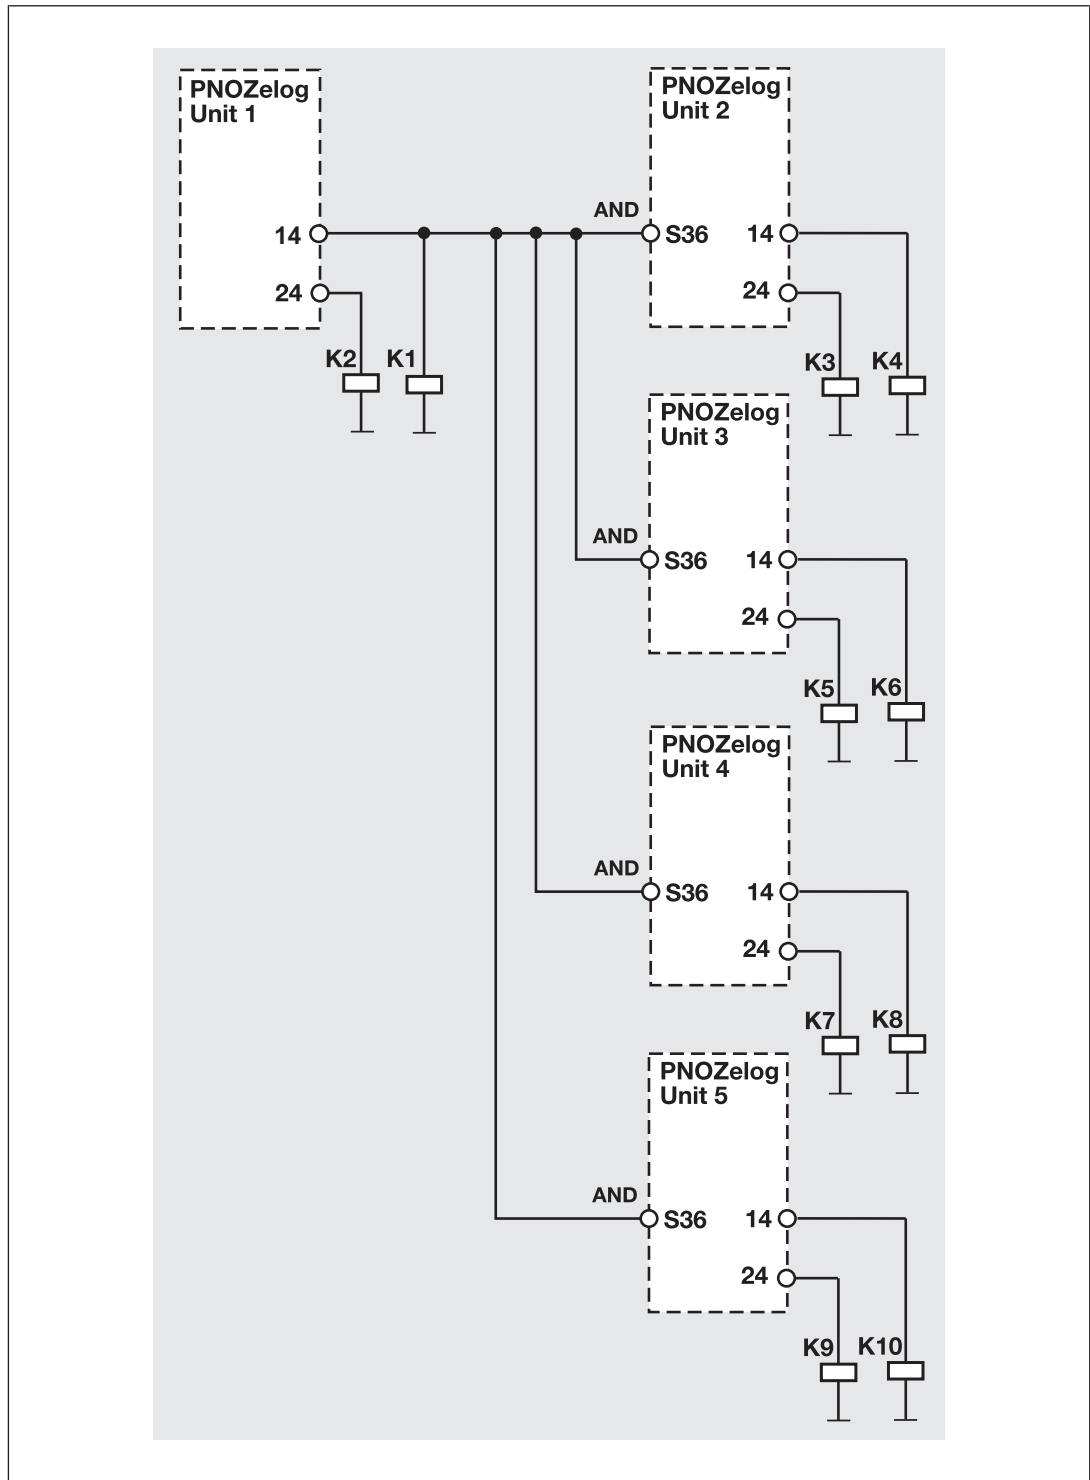 PNOZelog
Unit 1
14
24
K2
K1
PNOZelog
Unit 2
AND
S36
14
24
K3
K4
PNOZelog
Unit 3
AND
S36
14
24
K5
K6
PNOZelog
Unit 4
AND
S36
14
24
K7
K8
PNOZelog
Unit 5
AND
S36
14
24
K9
K10